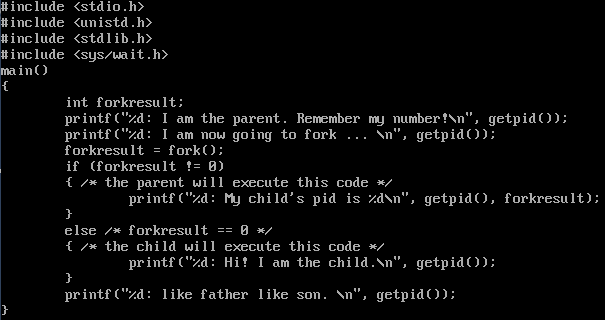 #include <stdio.h>
#include <unistd.h>
#include <stdlib.h>
#include <sys/wait.h>
main()
{
        int forkresult;
        printf("%d: I am the parent. Remember my number!\n", getpid());
        printf("%d: I am now going to fork ... \n", getpid());
        forkresult = fork();
        if (forkresult != 0)
        { /* the parent will execute this code */
                printf("%d: My child's pid is %d\n", getpid(), forkresult);
        }
        else /* forkresult == 0 */
        { /* the child will execute this code */
                printf("%d: Hi! I am the child.\n", getpid());
        }
        printf("%d: like father like son. \n", getpid());
}